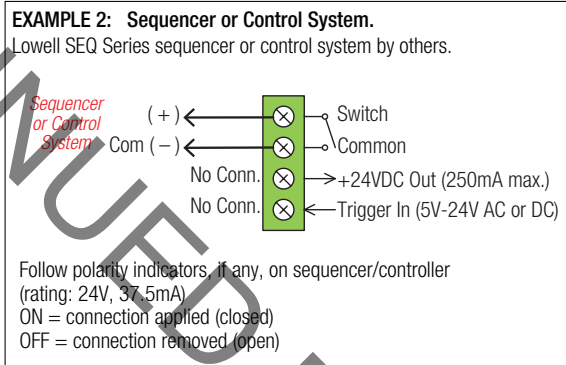 EXAMPLE 2: Sequencer or Control System.
Lowell SEQ Series sequencer or control system by others.
Sequencer
or Control
System
(+)
Com (−)
No Conn.
No Conn.
Switch
Common
+24VDC Out (250mA max.)
Trigger In (5V-24V AC or DC)
Follow polarity indicators, if any, on sequencer/controller
(rating: 24V, 37.5mA)
ON = connection applied (closed)
OFF = connection removed (open)
NUED